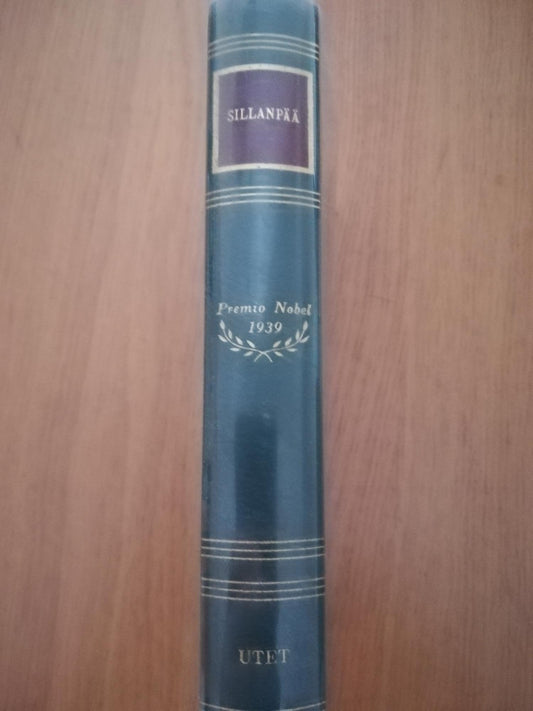 SILLANPÄÄ
Premio Nobel
1939
UTET